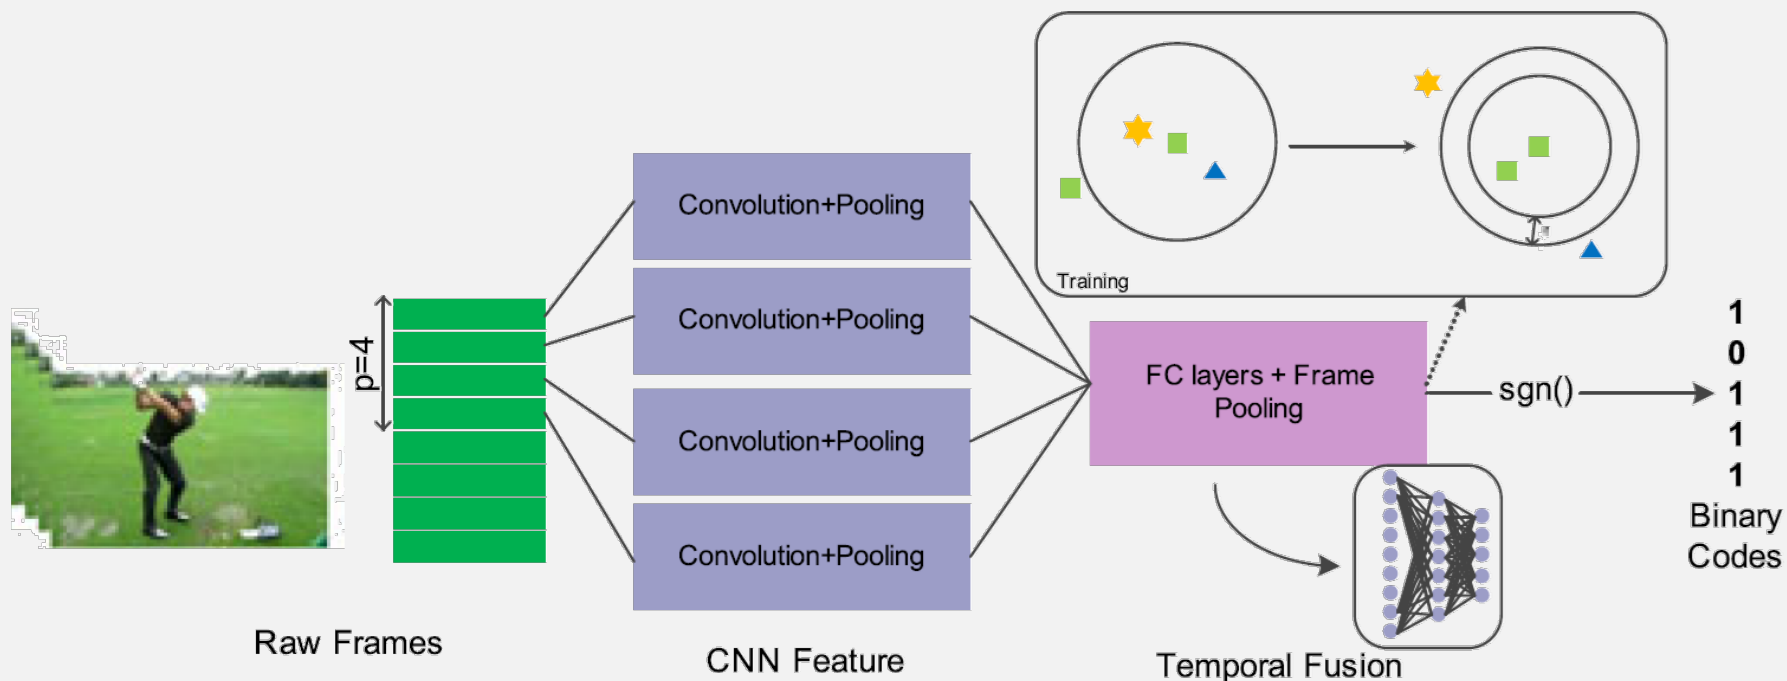 Training
p=4
Convolution+Pooling
Convolution+Pooling
Convolution+Pooling
Convolution+Pooling
FC layers + Frame
Pooling
sgn()
1
0
1
1
1
Binary
Codes
Raw Frames
CNN Feature
Temporal Fusion